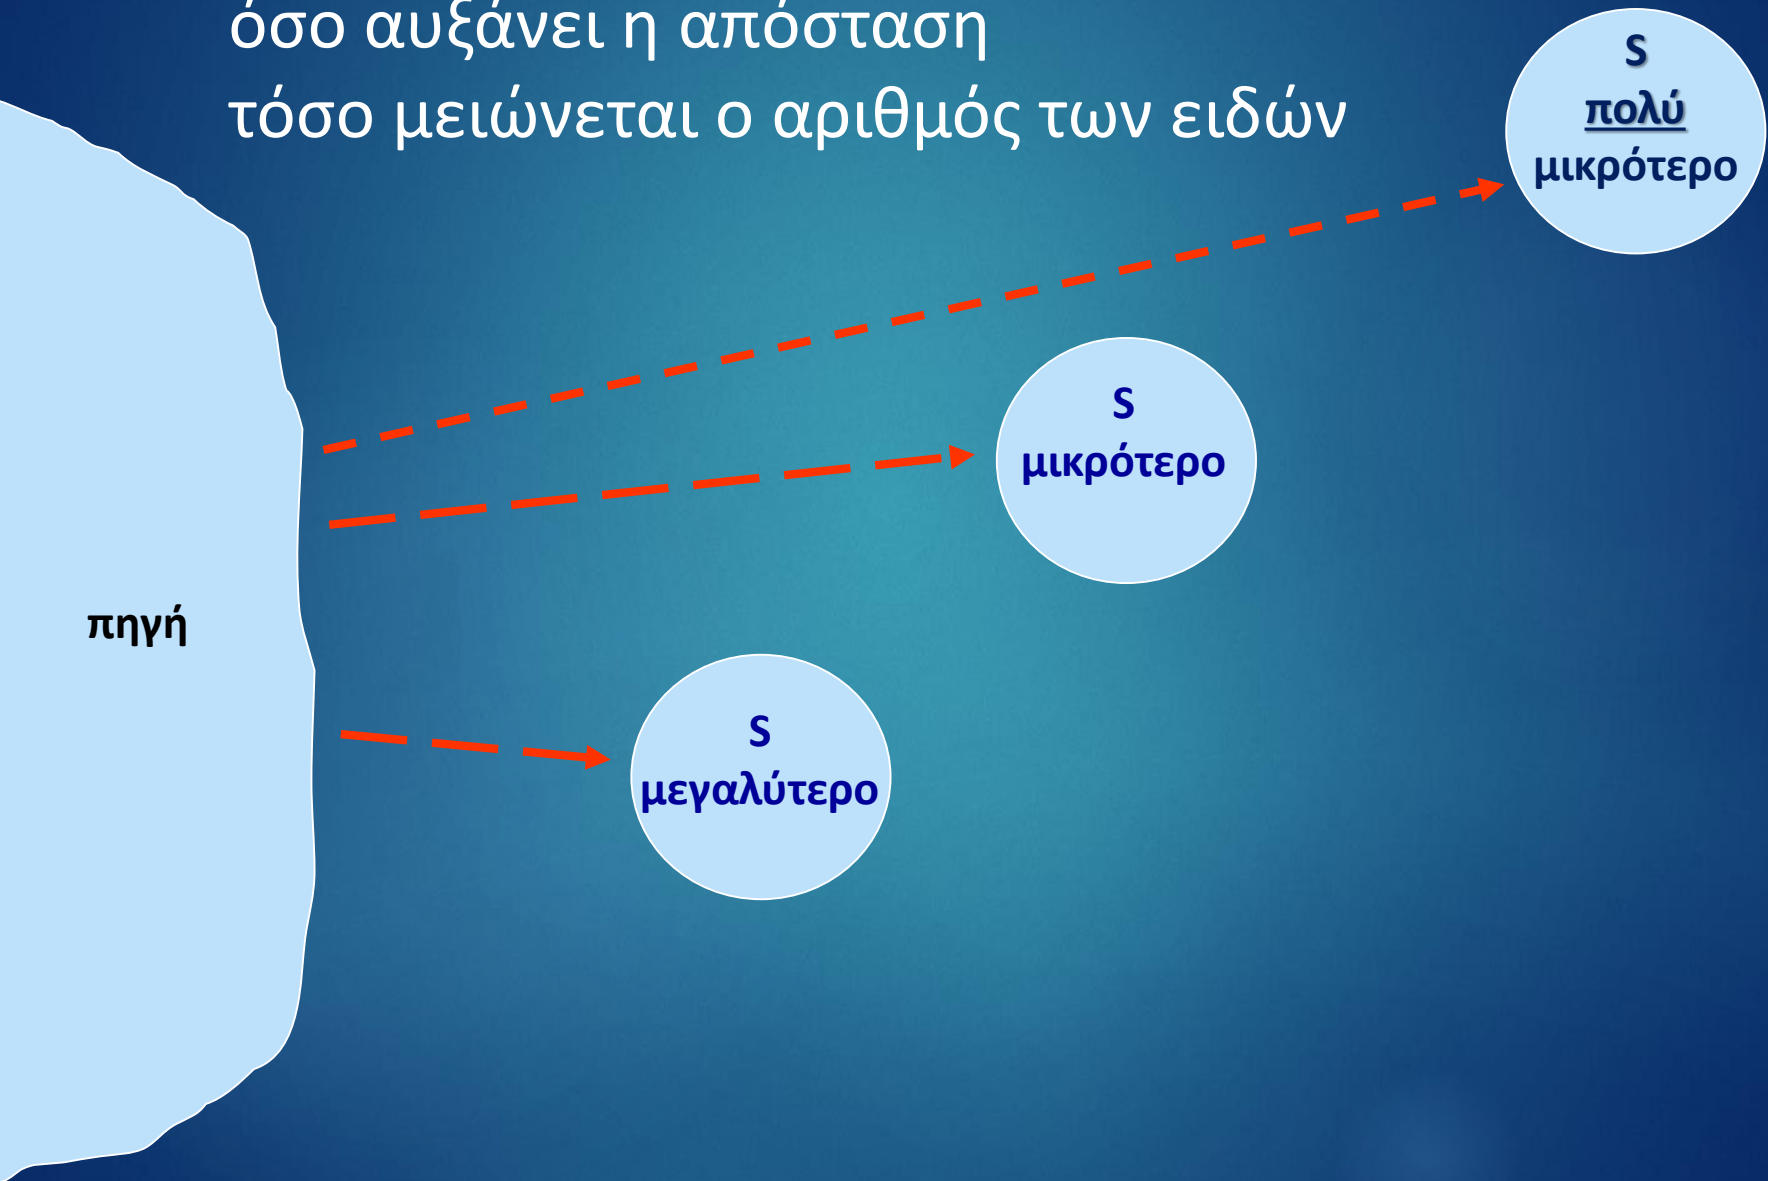 όσο αυξάνει η απόσταση
τόσο μειώνεται ο αριθμός των ειδών
S
πολύ
μικρότερο
S
μικρότερο
πηγή
S
μεγαλύτερο